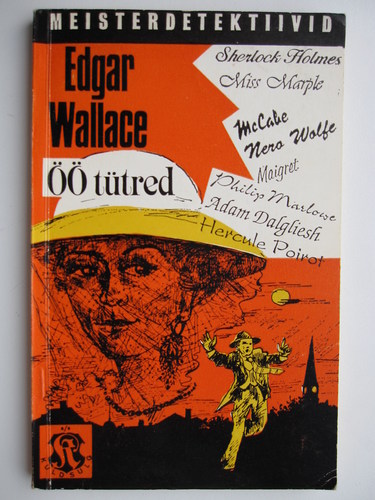 MEISTERDETEKTIIVID
Edgar
Wallace
ÖÖ tütred
Sherlock Holmes
Miss Marple
McCabe
Nero Wolfe
Maigret
Philip Marlowe
Adam Dalgliesh
Hercule Poirot